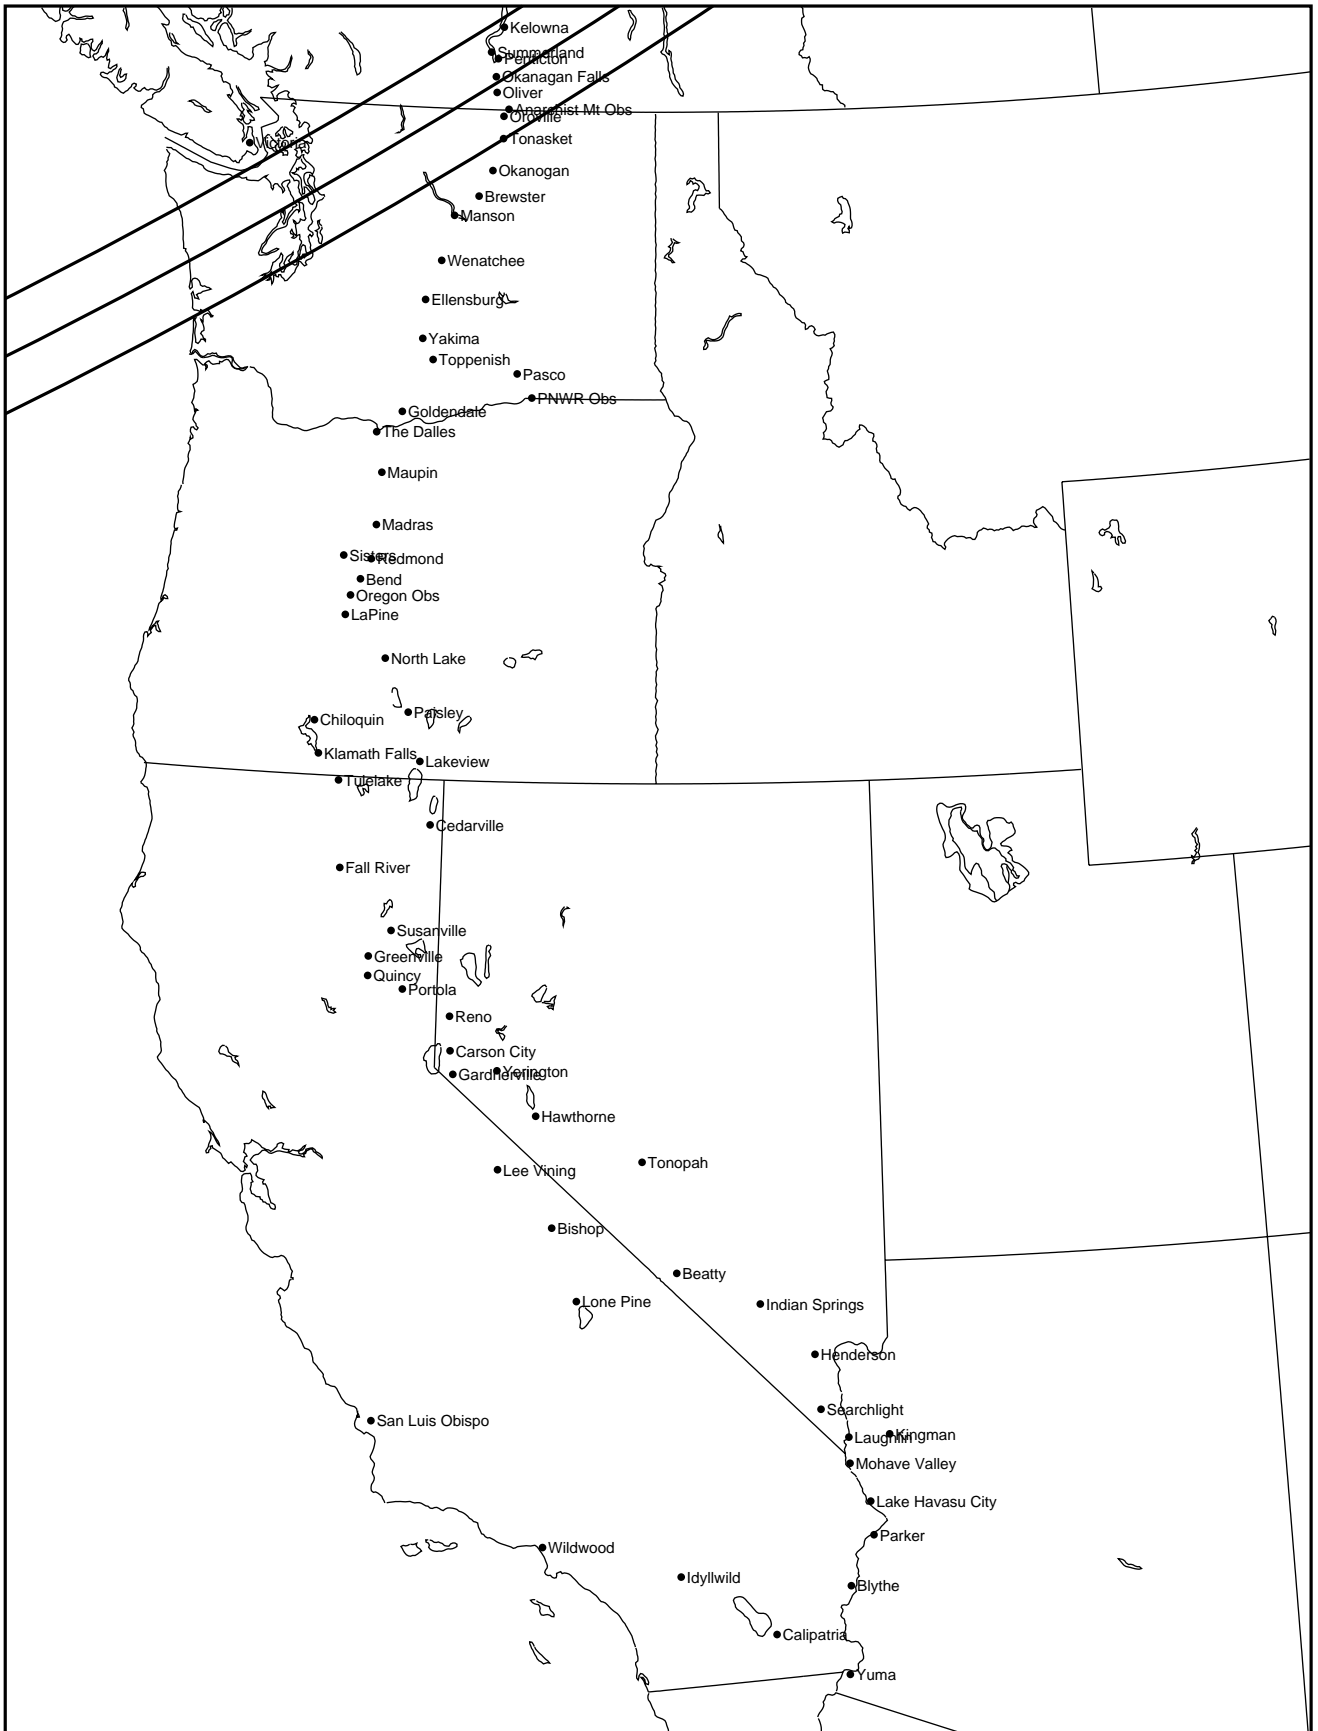 Kelowna
Summerland
Penticton
Okanagan Falls
Oliver
Anarchist Mt Obs
Oroville
Tonasket
Victoria
Okanogan
Brewster
Manson
Wenatchee
Ellensburg
Yakima
Toppenish
Pasco
PNWR Obs
Goldendale
The Dalles
Maupin
Madras
Sisters
Redmond
Bend
Oregon Obs
LaPine
North Lake
Paisley
Chiloquin
Klamath Falls
Lakeview
Tulelake
Cedarville
Fall River
Susanville
Greenville
Quincy
Portola
Reno
Carson City
Yerington
Gardnerville
Hawthorne
Tonopah
Lee Vining
Bishop
Beatty
Lone Pine
Indian Springs
Henderson
Searchlight
San Luis Obispo
Kingman
Laughlin
Mohave Valley
Lake Havasu City
Parker
Wildwood
Idyllwild
Blythe
Calipatria
Yuma